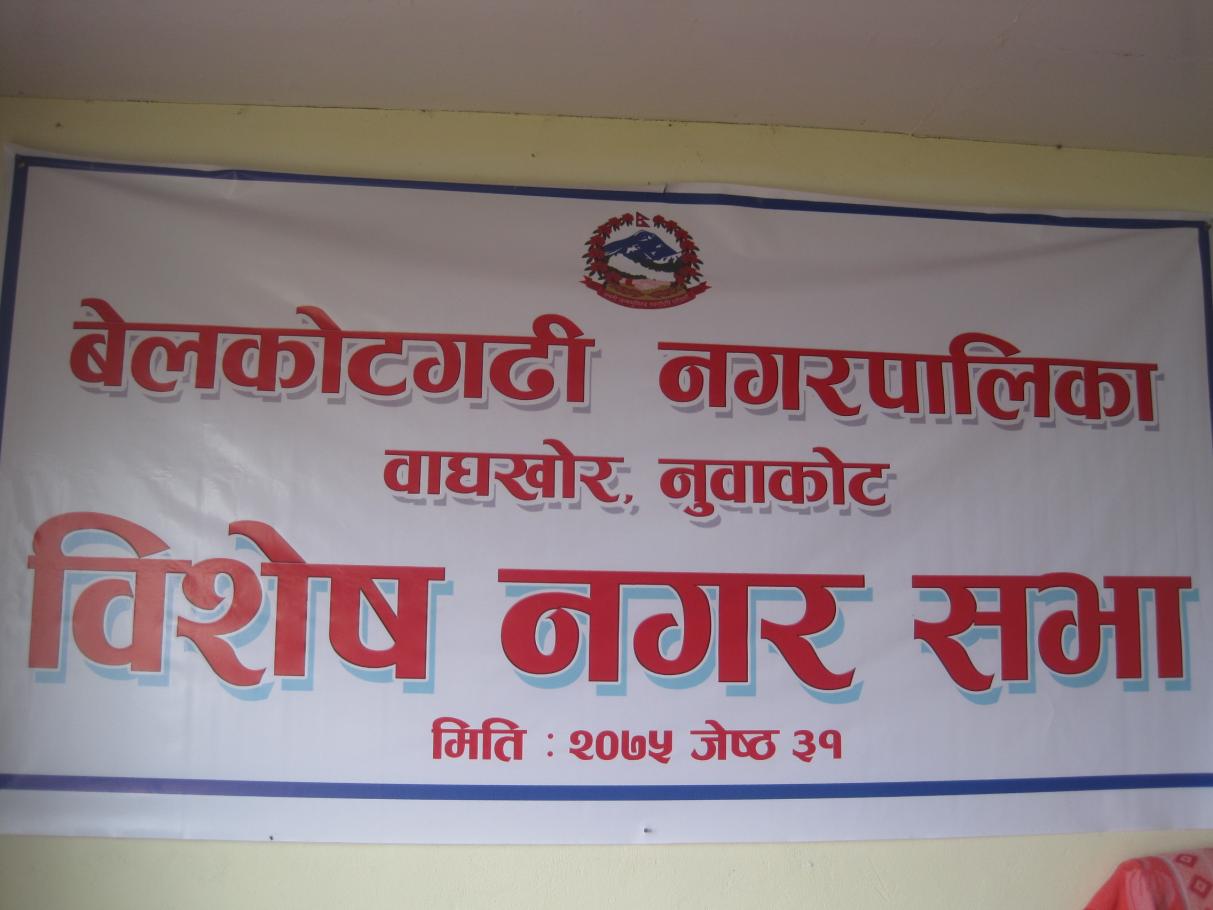 बेलकोटगढी नगरपालिका
वाघखोर, नुवाकोट
विशेष नगर सभा
मिति : २०७५ जेष्ठ ३१